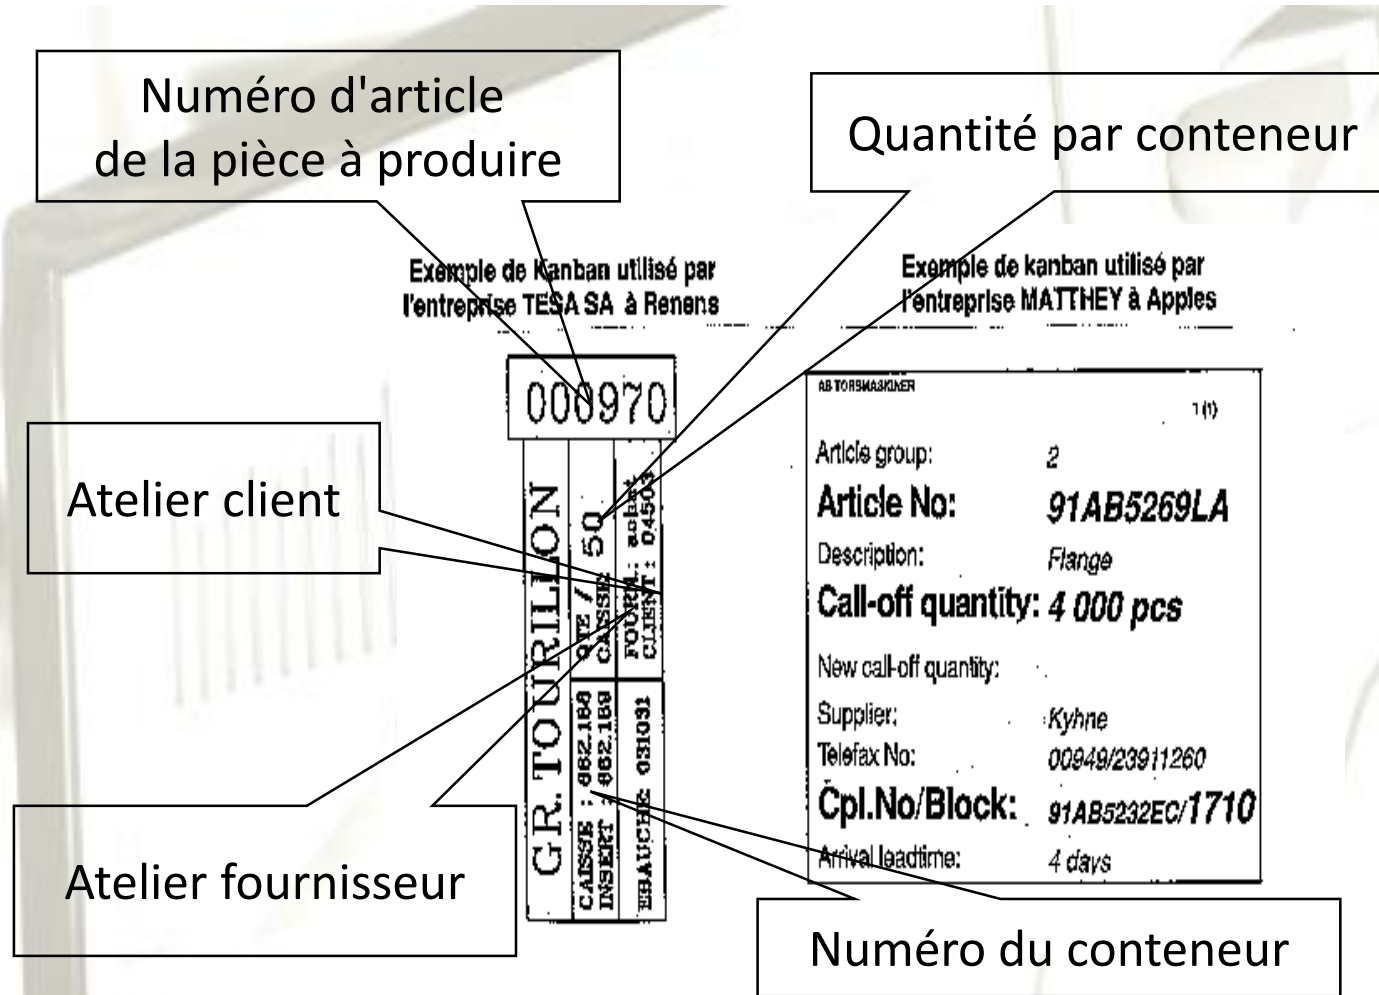 Numéro d'article
de la pièce à produire
Quantité par conteneur
Exemple de Kanban utilisé par
l'entreprise TESA SA à Renens
Exemple de kanban utilisé par
l'entreprise MATTHEY à Apples
000970
GR. TOURILLON
QTE /
CAISSE: 50
FOURN.: achat
CLIENT: 04503
CAISSE : 862.188
INSERT : 862.189
EBAUCHE: 031031
Atelier client
Atelier fournisseur
Numéro du conteneur
AB TORSMASKINER
1 (1)
Article group: 2
Article No: 91AB5269LA
Description: Flange
Call-off quantity: 4 000 pcs
New call-off quantity:
Supplier: Kyhne
Telefax No: 00949/23911260
Cpl.No/Block: 91AB5232EC/1710
Arrival leadtime: 4 days